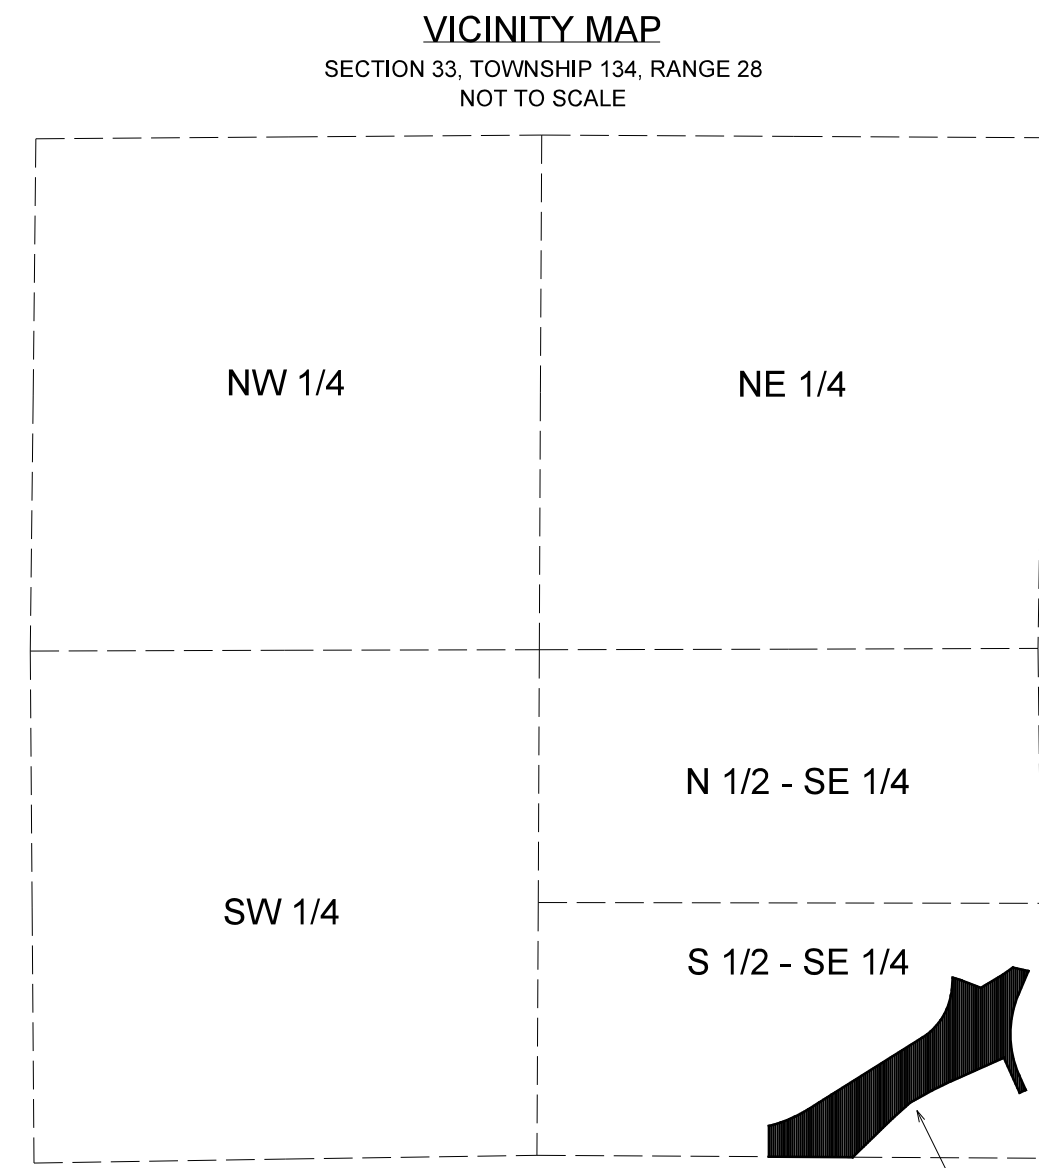 VICINITY MAP
SECTION 33, TOWNSHIP 134, RANGE 28
NOT TO SCALE
NW 1/4
NE 1/4
N 1/2 - SE 1/4
SW 1/4
S 1/2 - SE 1/4